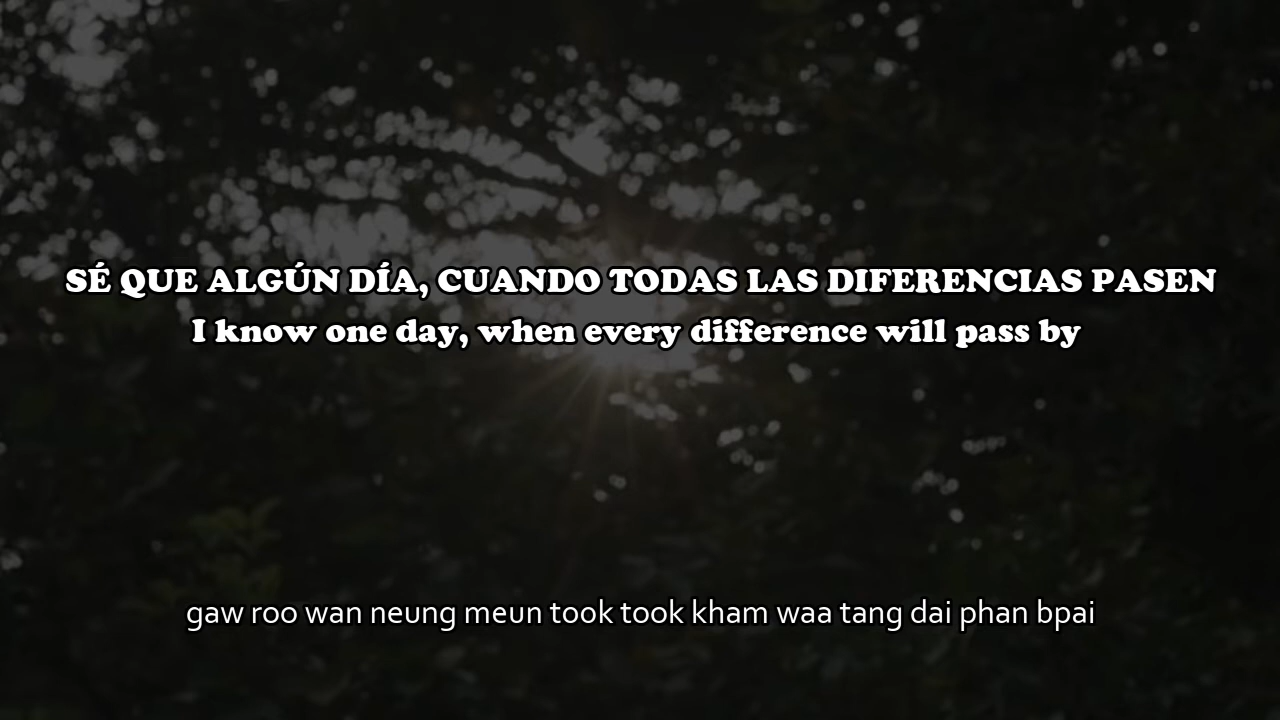 SÉ QUE ALGÚN DÍA, CUANDO TODAS LAS DIFERENCIAS PASEN
I know one day, when every difference will pass by
gaw roo wan neung meun took took kham waa tang dai phan bpai